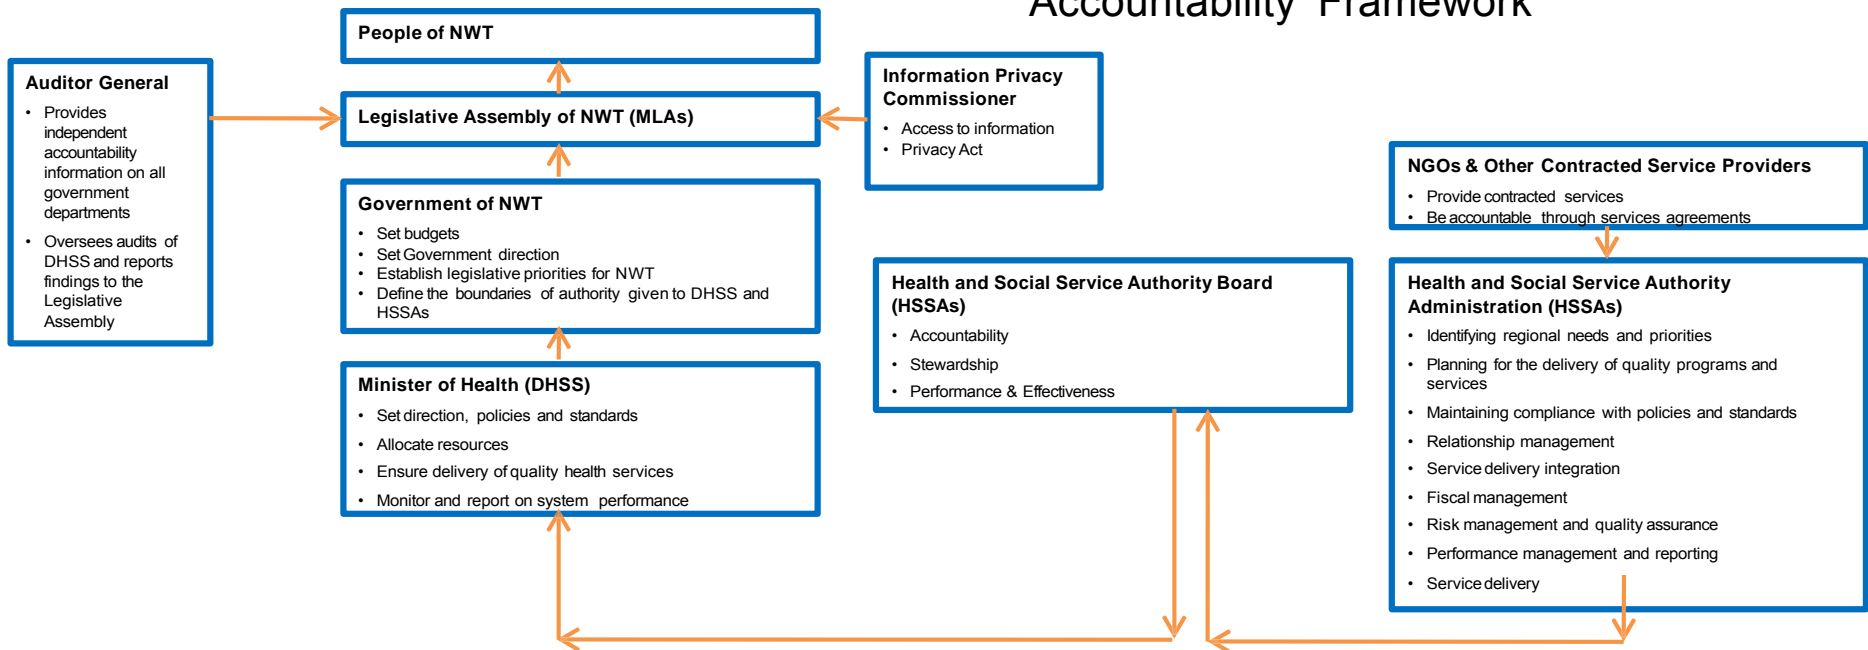 Accountability Framework
People of NWT
Auditor General
• Provides
independent
accountability
information on all
government
departments
• Oversees audits of
DHSS and reports
findings to the
Legislative
Assembly
Legislative Assembly of NWT (MLAs)
Information Privacy
Commissioner
• Access to information
• Privacy Act
Government of NWT
• Set budgets
• Set Government direction
• Establish legislative priorities for NWT
• Define the boundaries of authority given to DHSS and
HSSAs
Minister of Health (DHSS)
• Set direction, policies and standards
• Allocate resources
• Ensure delivery of quality health services
• Monitor and report on system performance
Health and Social Service Authority Board
(HSSAs)
• Accountability
• Stewardship
• Performance & Effectiveness
NGOs & Other Contracted Service Providers
• Provide contracted services
• Be accountable through services agreements
Health and Social Service Authority
Administration (HSSAs)
• Identifying regional needs and priorities
• Planning for the delivery of quality programs and
services
• Maintaining compliance with policies and standards
• Relationship management
• Service delivery integration
• Fiscal management
• Risk management and quality assurance
• Performance management and reporting
• Service delivery